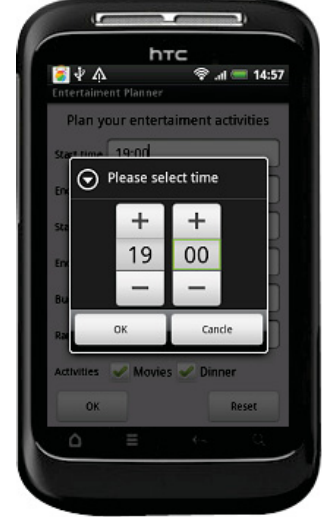 htc
14:57
Entertaiment Planner
Plan your entertaiment activities
Start time 19:00
Please select time
+ +
19 00
— —
OK Cancle
Activities Movies Dinner
OK Reset